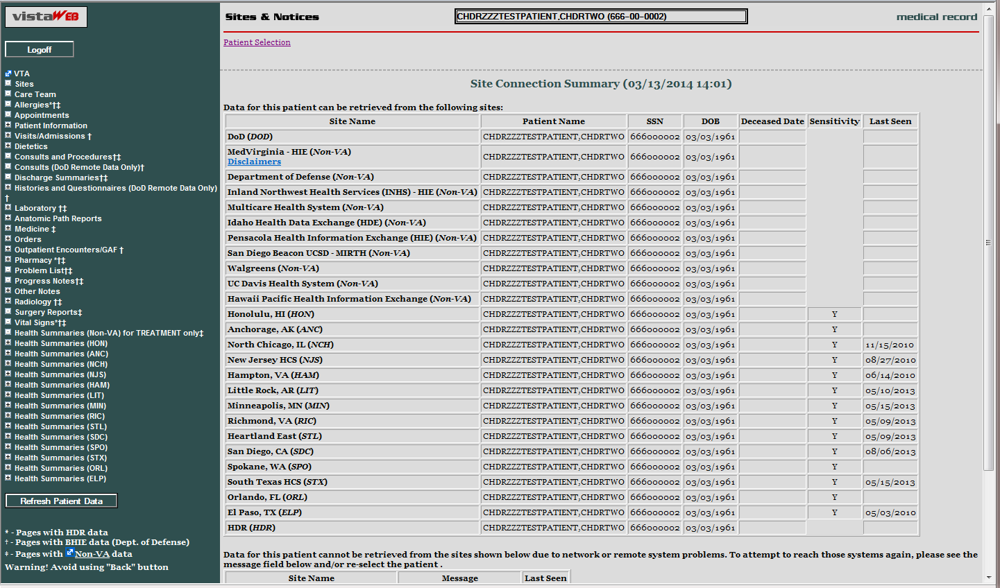 vistaWEB
Logoff
VTA
Sites
Care Team
Allergies*†‡
Appointments
Patient Information
Visits/Admissions †
Dietetics
Consults and Procedures†‡
Consults (DoD Remote Data Only)†
Discharge Summaries†‡
Histories and Questionnaires (DoD Remote Data Only)
†
Laboratory †‡
Anatomic Path Reports
Medicine ‡
Orders
Outpatient Encounters/GAF †
Pharmacy *†‡
Problem List†‡
Progress Notes†‡
Other Notes
Radiology †‡
Surgery Reports‡
Vital Signs*†‡
Health Summaries (Non-VA) for TREATMENT only‡
Health Summaries (HON)
Health Summaries (ANC)
Health Summaries (NCH)
Health Summaries (NJS)
Health Summaries (HAM)
Health Summaries (LIT)
Health Summaries (MIN)
Health Summaries (RIC)
Health Summaries (STL)
Health Summaries (SDC)
Health Summaries (SPO)
Health Summaries (STX)
Health Summaries (ORL)
Health Summaries (ELP)
Refresh Patient Data
* - Pages with HDR data
† - Pages with BHIE data (Dept. of Defense)
‡ - Pages with Non-VA data
Warning! Avoid using "Back" button
Sites & Notices CHDRZZZTESTPATIENT,CHDRTWO (666-00-0002) medical record
Patient Selection
Site Connection Summary (03/13/2014 14:01)
Data for this patient can be retrieved from the following sites:
Site Name Patient Name SSN DOB Deceased Date Sensitivity Last Seen
DoD (DOD) CHDRZZZTESTPATIENT,CHDRTWO 666000002 03/03/1961
MedVirginia - HIE (Non-VA) CHDRZZZTESTPATIENT,CHDRTWO 666000002 03/03/1961
Disclaimers
Department of Defense (Non-VA) CHDRZZZTESTPATIENT,CHDRTWO 666000002 03/03/1961
Inland Northwest Health Services (INHS) - HIE (Non-VA) CHDRZZZTESTPATIENT,CHDRTWO 666000002 03/03/1961
Multicare Health System (Non-VA) CHDRZZZTESTPATIENT,CHDRTWO 666000002 03/03/1961
Idaho Health Data Exchange (HDE) (Non-VA) CHDRZZZTESTPATIENT,CHDRTWO 666000002 03/03/1961
Pensacola Health Information Exchange (HIE) (Non-VA) CHDRZZZTESTPATIENT,CHDRTWO 666000002 03/03/1961
San Diego Beacon UCSD - MIRTH (Non-VA) CHDRZZZTESTPATIENT,CHDRTWO 666000002 03/03/1961
Walgreens (Non-VA) CHDRZZZTESTPATIENT,CHDRTWO 666000002 03/03/1961
UC Davis Health System (Non-VA) CHDRZZZTESTPATIENT,CHDRTWO 666000002 03/03/1961
Hawaii Pacific Health Information Exchange (Non-VA) CHDRZZZTESTPATIENT,CHDRTWO 666000002 03/03/1961
Honolulu, HI (HON) CHDRZZZTESTPATIENT,CHDRTWO 666000002 03/03/1961 Y
Anchorage, AK (ANC) CHDRZZZTESTPATIENT,CHDRTWO 666000002 03/03/1961 Y
North Chicago, IL (NCH) CHDRZZZTESTPATIENT,CHDRTWO 666000002 03/03/1961 Y 11/15/2010
New Jersey HCS (NJS) CHDRZZZTESTPATIENT,CHDRTWO 666000002 03/03/1961 Y 08/27/2010
Hampton, VA (HAM) CHDRZZZTESTPATIENT,CHDRTWO 666000002 03/03/1961 Y 06/14/2010
Little Rock, AR (LIT) CHDRZZZTESTPATIENT,CHDRTWO 666000002 03/03/1961 Y 05/10/2013
Minneapolis, MN (MIN) CHDRZZZTESTPATIENT,CHDRTWO 666000002 03/03/1961 Y 05/15/2013
Richmond, VA (RIC) CHDRZZZTESTPATIENT,CHDRTWO 666000002 03/03/1961 Y 05/09/2013
Heartland East (STL) CHDRZZZTESTPATIENT,CHDRTWO 666000002 03/03/1961 Y 05/09/2013
San Diego, CA (SDC) CHDRZZZTESTPATIENT,CHDRTWO 666000002 03/03/1961 Y 08/06/2013
Spokane, WA (SPO) CHDRZZZTESTPATIENT,CHDRTWO 666000002 03/03/1961 Y
South Texas HCS (STX) CHDRZZZTESTPATIENT,CHDRTWO 666000002 03/03/1961 Y 05/15/2013
Orlando, FL (ORL) CHDRZZZTESTPATIENT,CHDRTWO 666000002 03/03/1961 Y
El Paso, TX (ELP) CHDRZZZTESTPATIENT,CHDRTWO 666000002 03/03/1961 Y 05/03/2010
HDR (HDR) CHDRZZZTESTPATIENT,CHDRTWO 666000002 03/03/1961
Data for this patient cannot be retrieved from the sites shown below due to network or remote system problems. To attempt to reach those systems again, please see the
message field below and/or re-select the patient .
Site Name Message Last Seen